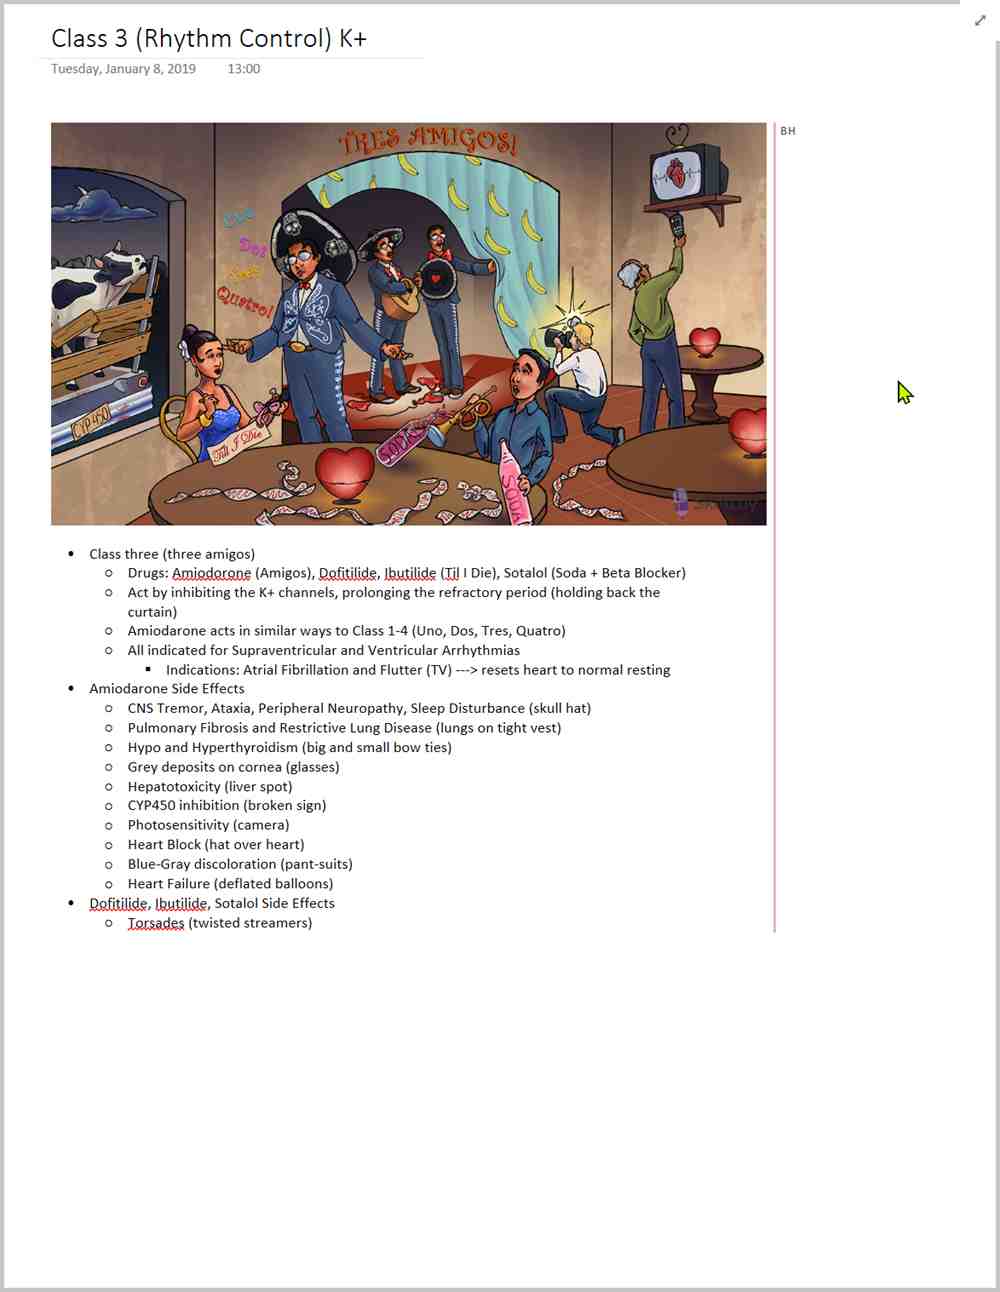 Class 3 (Rhythm Control) K+
Tuesday, January 8, 2019 13:00
BH
TRES AMIGOS!
Uno
Dos
Tres
Quatro!
CYP450
Till I Die
SODA
SODA
• Class three (three amigos)
○ Drugs: Amiodorone (Amigos), Dofitilide, Ibutilide (Til I Die), Sotalol (Soda + Beta Blocker)
○ Act by inhibiting the K+ channels, prolonging the refractory period (holding back the
curtain)
○ Amiodarone acts in similar ways to Class 1-4 (Uno, Dos, Tres, Quatro)
○ All indicated for Supraventricular and Ventricular Arrhythmias
▪ Indications: Atrial Fibrillation and Flutter (TV) ---> resets heart to normal resting
• Amiodarone Side Effects
○ CNS Tremor, Ataxia, Peripheral Neuropathy, Sleep Disturbance (skull hat)
○ Pulmonary Fibrosis and Restrictive Lung Disease (lungs on tight vest)
○ Hypo and Hyperthyroidism (big and small bow ties)
○ Grey deposits on cornea (glasses)
○ Hepatotoxicity (liver spot)
○ CYP450 inhibition (broken sign)
○ Photosensitivity (camera)
○ Heart Block (hat over heart)
○ Blue-Gray discoloration (pant-suits)
○ Heart Failure (deflated balloons)
• Dofitilide, Ibutilide, Sotalol Side Effects
○ Torsades (twisted streamers)